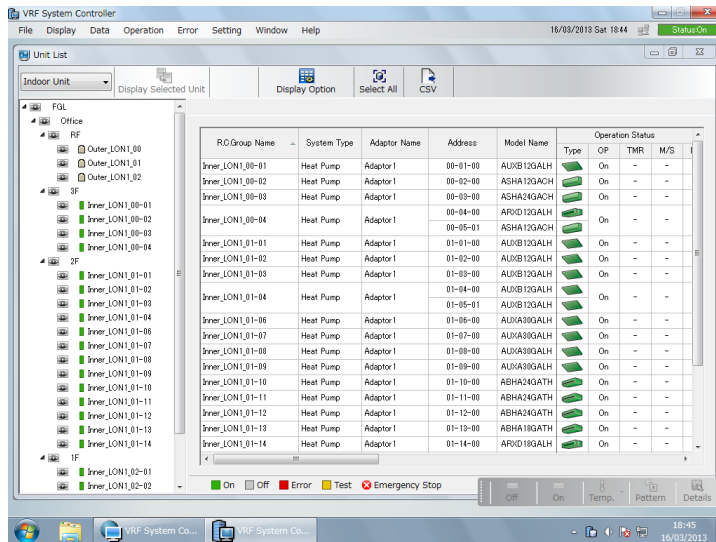 VRF System Controller
File Display Data Operation Error Setting Window Help 16/03/2013 Sat 18:44 Status:On
Unit List
Indoor Unit Display Selected Unit Display Option Select All CSV
FGL
Office
RF
Outer_LON1_00
Outer_LON1_01
Outer_LON1_02
3F
Inner_LON1_00-01
Inner_LON1_00-02
Inner_LON1_00-03
Inner_LON1_00-04
2F
Inner_LON1_01-01
Inner_LON1_01-02
Inner_LON1_01-03
Inner_LON1_01-04
Inner_LON1_01-06
Inner_LON1_01-07
Inner_LON1_01-08
Inner_LON1_01-09
Inner_LON1_01-10
Inner_LON1_01-11
Inner_LON1_01-12
Inner_LON1_01-13
Inner_LON1_01-14
1F
Inner_LON1_02-01
Inner_LON1_02-02
R.C.Group Name System Type Adaptor Name Address Model Name Operation Status
Type OP TMR M/S
Inner_LON1_00-01 Heat Pump Adaptor1 00-01-00 AUXB12GALH On - -
Inner_LON1_00-02 Heat Pump Adaptor1 00-02-00 ASHA12GACH On - -
Inner_LON1_00-03 Heat Pump Adaptor1 00-03-00 ASHA24GACH On - -
Inner_LON1_00-04 Heat Pump Adaptor1 00-04-00 ARXD12GALH On - -
00-05-01 ASHA12GACH
Inner_LON1_01-01 Heat Pump Adaptor1 01-01-00 AUXB12GALH On - -
Inner_LON1_01-02 Heat Pump Adaptor1 01-02-00 AUXB12GALH On - -
Inner_LON1_01-03 Heat Pump Adaptor1 01-03-00 AUXB12GALH On - -
Inner_LON1_01-04 Heat Pump Adaptor1 01-04-00 AUXB12GALH On - -
01-05-01 AUXB12GALH
Inner_LON1_01-06 Heat Pump Adaptor1 01-06-00 AUXA30GALH On - -
Inner_LON1_01-07 Heat Pump Adaptor1 01-07-00 AUXA30GALH On - -
Inner_LON1_01-08 Heat Pump Adaptor1 01-08-00 AUXA30GALH On - -
Inner_LON1_01-09 Heat Pump Adaptor1 01-09-00 AUXA30GALH On - -
Inner_LON1_01-10 Heat Pump Adaptor1 01-10-00 ABHA24GATH On - -
Inner_LON1_01-11 Heat Pump Adaptor1 01-11-00 ABHA24GATH On - -
Inner_LON1_01-12 Heat Pump Adaptor1 01-12-00 ABHA24GATH On - -
Inner_LON1_01-13 Heat Pump Adaptor1 01-13-00 ABHA18GATH On - -
Inner_LON1_01-14 Heat Pump Adaptor1 01-14-00 ARXD18GALH On - -
On Off Error Test Emergency Stop
Off On Temp. Pattern Details
VRF System Co... VRF System Co... 18:45
16/03/2013